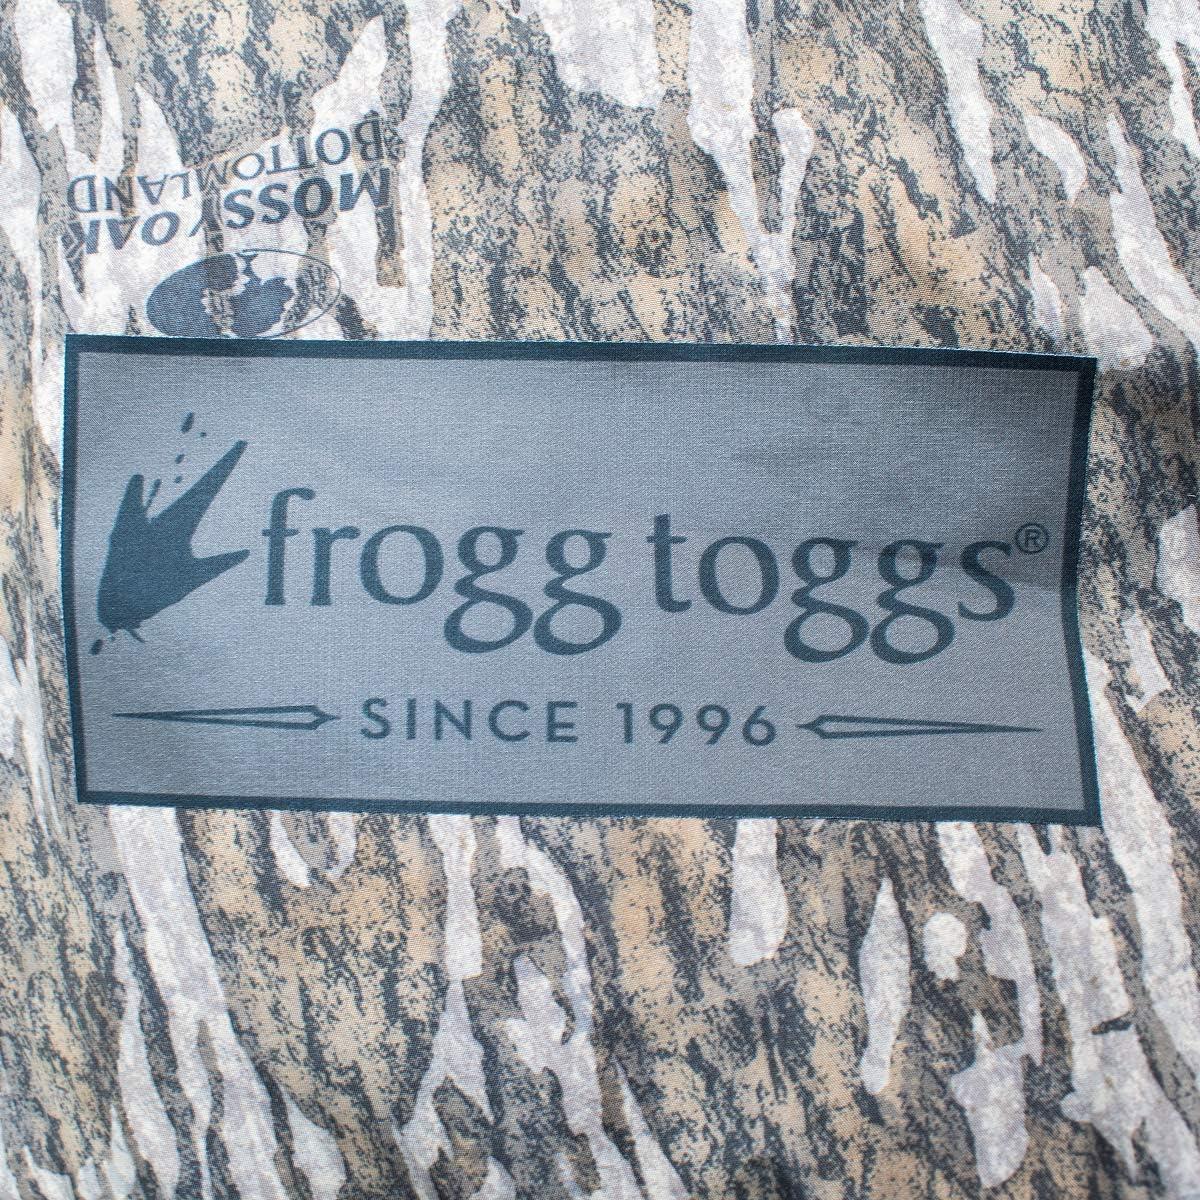 MOSSY OAK
BOTTOMLAND
frogg toggs®
SINCE 1996